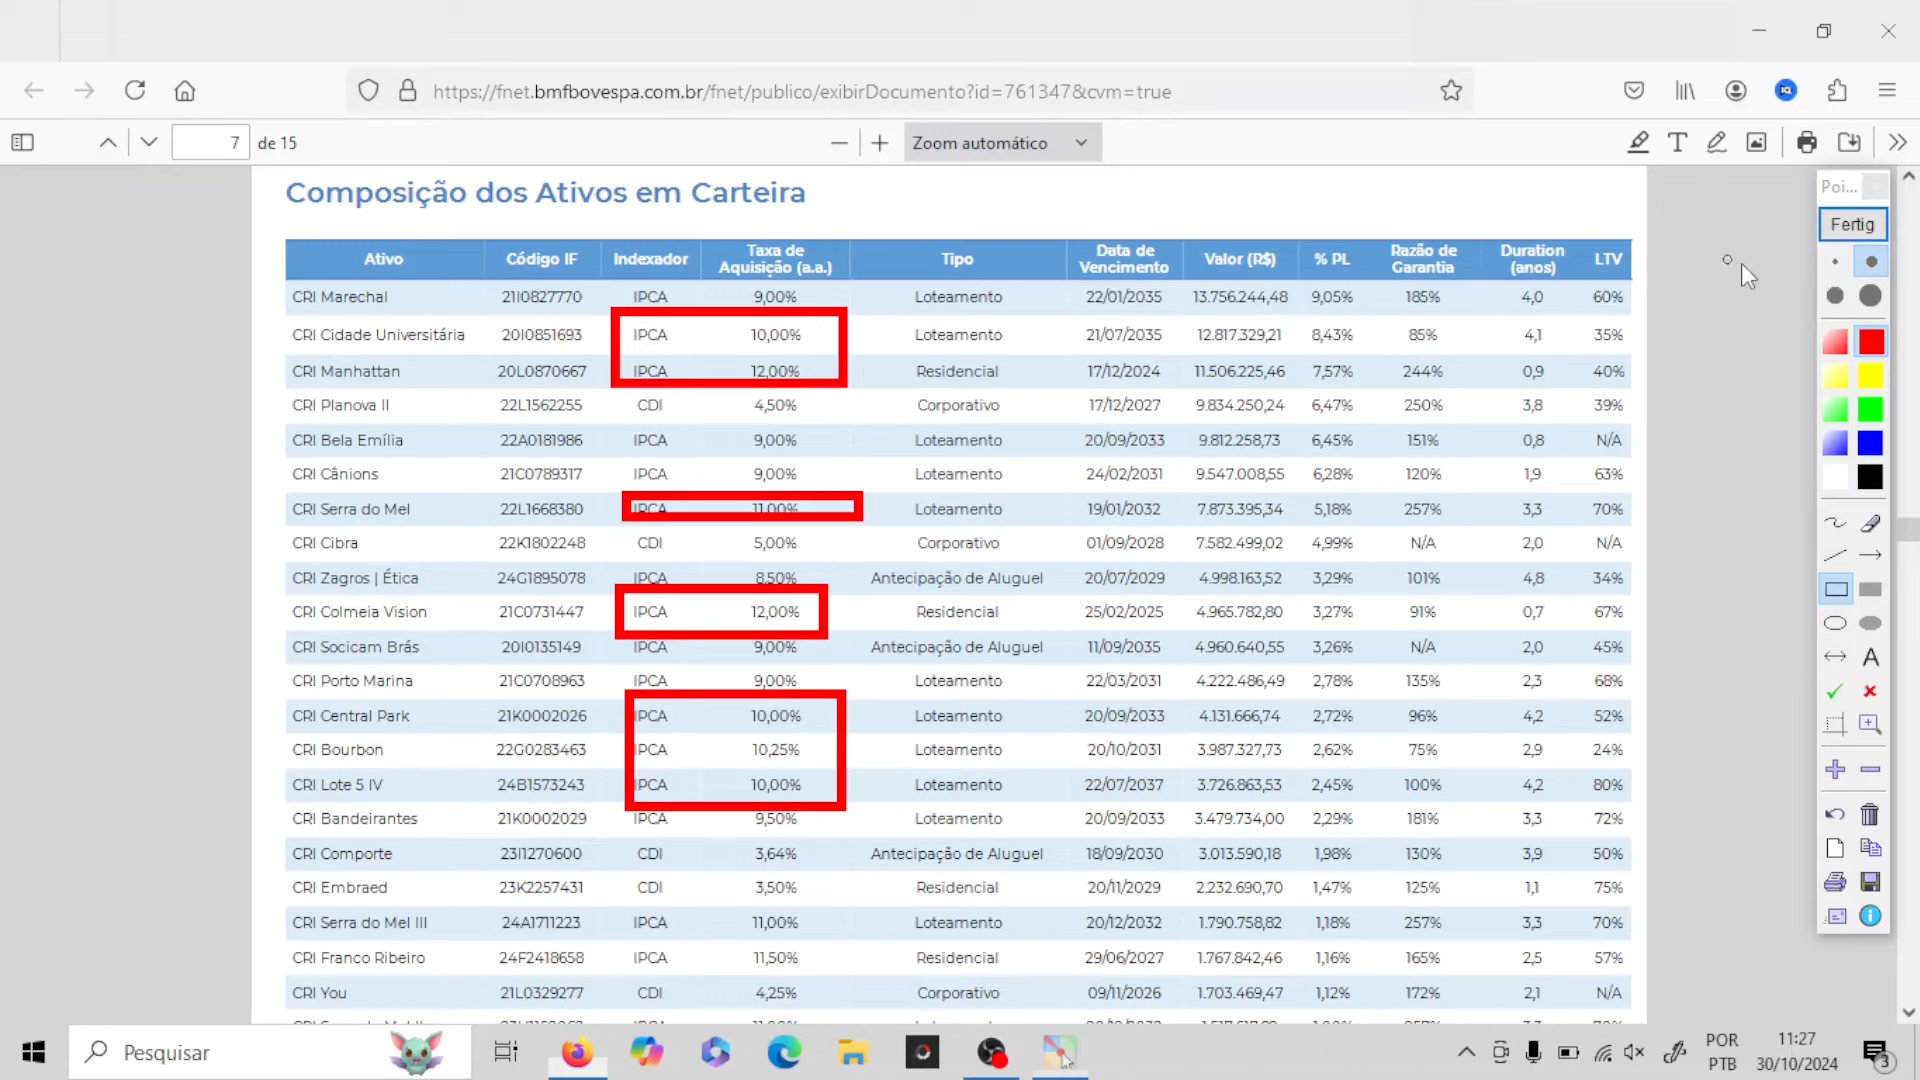 https://fnet.bmfbovespa.com.br/fnet/publico/exibirDocumento?id=761347&cvm=true
7 de 15
Zoom automático
Composição dos Ativos em Carteira
Ativo Código IF Indexador Taxa de Aquisição (a.a.) Tipo Data de Vencimento Valor (R$) % PL Razão de Garantia Duration (anos) LTV
CRI Marechal 21I0827770 IPCA 9,00% Loteamento 22/01/2035 13.756.244,48 9,05% 185% 4,0 60%
CRI Cidade Universitária 20I0851693 IPCA 10,00% Loteamento 21/07/2035 12.817.329,21 8,43% 85% 4,1 35%
CRI Manhattan 20L0870667 IPCA 12,00% Residencial 17/12/2024 11.506.225,46 7,57% 244% 0,9 40%
CRI Planova II 22L1562255 CDI 4,50% Corporativo 17/12/2027 9.834.250,24 6,47% 250% 3,8 39%
CRI Bela Emília 22A0181986 IPCA 9,00% Loteamento 20/09/2033 9.812.258,73 6,45% 151% 0,8 N/A
CRI Cânions 21C0789317 IPCA 9,00% Loteamento 24/02/2031 9.547.008,55 6,28% 120% 1,9 63%
CRI Serra do Mel 22L1668380 IPCA 11,00% Loteamento 19/01/2032 7.873.395,34 5,18% 257% 3,3 70%
CRI Cibra 22K1802248 CDI 5,00% Corporativo 01/09/2028 7.582.499,02 4,99% N/A 2,0 N/A
CRI Zagros | Ética 24G1895078 IPCA 8,50% Antecipação de Aluguel 20/07/2029 4.998.163,52 3,29% 101% 4,8 34%
CRI Colmeia Vision 21C0731447 IPCA 12,00% Residencial 25/02/2025 4.965.782,80 3,27% 91% 0,7 67%
CRI Socicam Brás 20I0135149 IPCA 9,00% Antecipação de Aluguel 11/09/2035 4.960.640,55 3,26% N/A 2,0 45%
CRI Porto Marina 21C0708963 IPCA 9,00% Loteamento 22/03/2031 4.222.486,49 2,78% 135% 2,3 68%
CRI Central Park 21K0002026 IPCA 10,00% Loteamento 20/09/2033 4.131.666,74 2,72% 96% 4,2 52%
CRI Bourbon 22G0283463 IPCA 10,25% Loteamento 20/10/2031 3.987.327,73 2,62% 75% 2,9 24%
CRI Lote 5 IV 24B1573243 IPCA 10,00% Loteamento 22/07/2037 3.726.863,53 2,45% 100% 4,2 80%
CRI Bandeirantes 21K0002029 IPCA 9,50% Loteamento 20/09/2033 3.479.734,00 2,29% 181% 3,3 72%
CRI Comporte 23I1270600 CDI 3,64% Antecipação de Aluguel 18/09/2030 3.013.590,18 1,98% 130% 3,9 50%
CRI Embraed 23K2257431 CDI 3,50% Residencial 20/11/2029 2.232.690,70 1,47% 125% 1,1 75%
CRI Serra do Mel III 24A1711223 IPCA 11,00% Loteamento 20/12/2032 1.790.758,82 1,18% 257% 3,3 70%
CRI Franco Ribeiro 24F2418658 IPCA 11,50% Residencial 29/06/2027 1.767.842,46 1,16% 165% 2,5 57%
CRI You 21L0329277 CDI 4,25% Corporativo 09/11/2026 1.703.469,47 1,12% 172% 2,1 N/A
Poi...
Fertig
A
Pesquisar
POR
PTB
11:27
30/10/2024
3